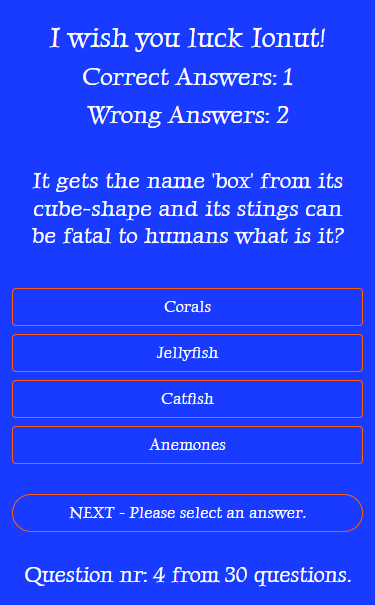 I wish you luck Ionut!
Correct Answers: 1
Wrong Answers: 2
It gets the name 'box' from its
cube-shape and its stings can
be fatal to humans what is it?
Corals
Jellyfish
Catfish
Anemones
NEXT - Please select an answer.
Question nr: 4 from 30 questions.